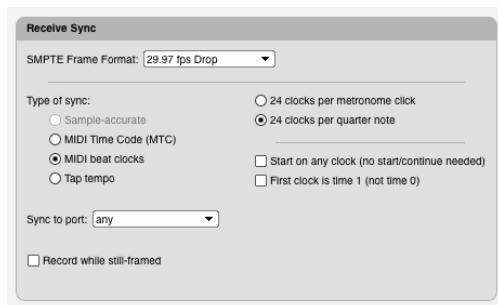 Receive Sync
SMPTE Frame Format: 29.97 fps Drop
Type of sync:
Sample-accurate
MIDI Time Code (MTC)
MIDI beat clocks
Tap tempo
24 clocks per metronome click
24 clocks per quarter note
Start on any clock (no start/continue needed)
First clock is time 1 (not time 0)
Sync to port: any
Record while still-framed